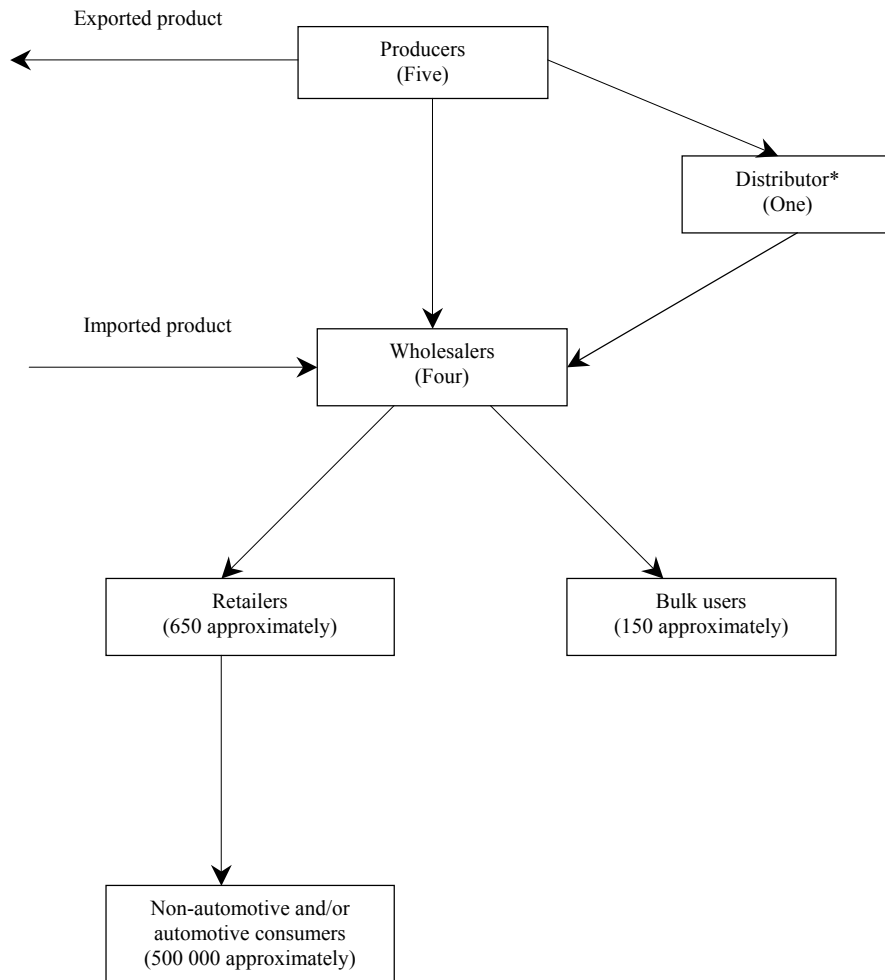 Exported product
Producers
(Five)
Distributor*
(One)
Imported product
Wholesalers
(Four)
Retailers
(650 approximately)
Bulk users
(150 approximately)
Non-automotive and/or
automotive consumers
(500 000 approximately)